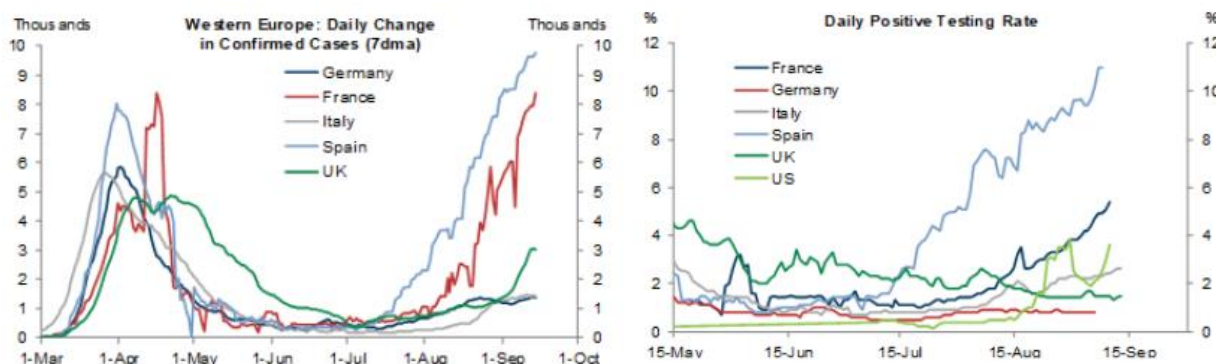 Thousands
Western Europe: Daily Change
in Confirmed Cases (7dma)
Thousands
10
9
8
7
6
5
4
3
2
1
0
10
9
8
7
6
5
4
3
2
1
0
Germany
France
Italy
Spain
UK
1-Mar
1-Apr
1-May
1-Jun
1-Jul
1-Aug
1-Sep
1-Oct
%
Daily Positive Testing Rate
%
12
10
8
6
4
2
0
12
10
8
6
4
2
0
France
Germany
Italy
Spain
UK
US
15-May
15-Jun
15-Jul
15-Aug
15-Sep